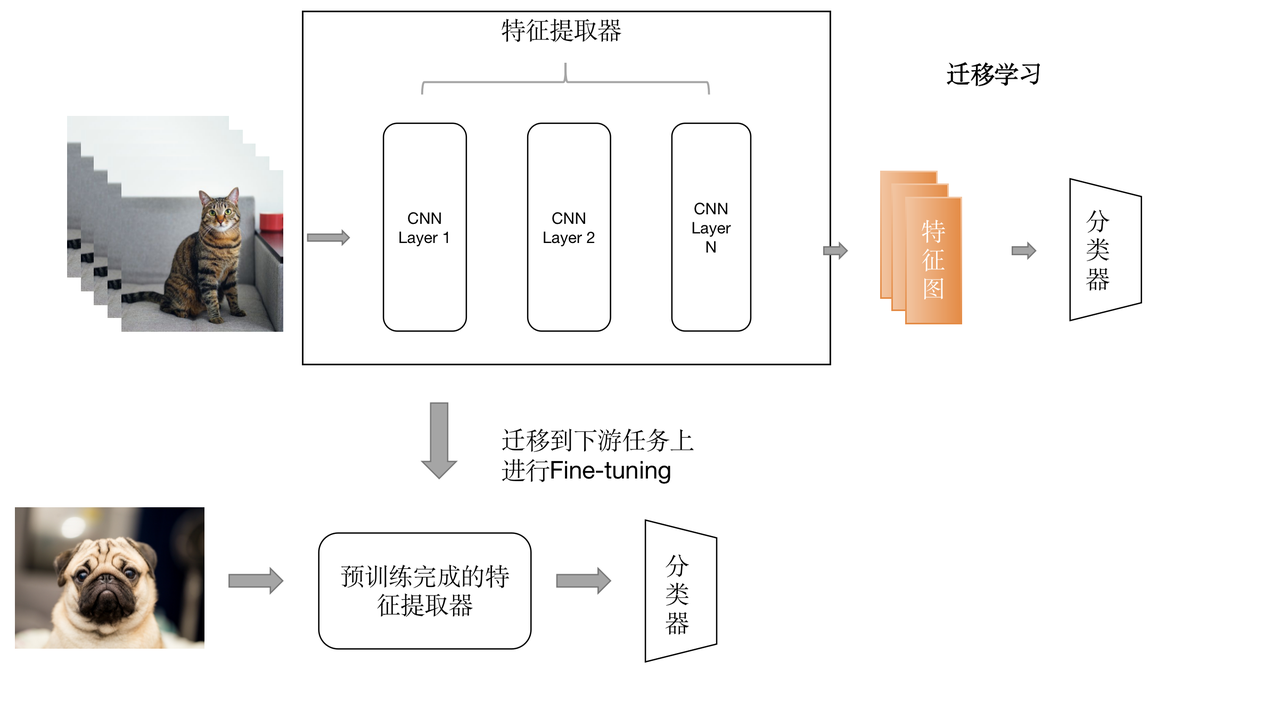 特征提取器
迁移学习
CNN
Layer 1
CNN
Layer 2
CNN
Layer
N
特
征
图
分
类
器
迁移到下游任务上
进行Fine-tuning
预训练完成的特
征提取器
分
类
器